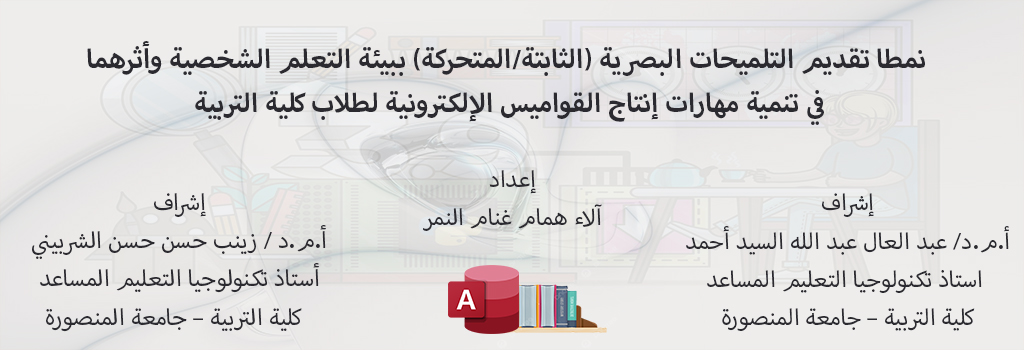 نمطا تقديم التلميحات البصرية (الثابتة/المتحركة) ببيئة التعلم الشخصية وأثرهما
في تنمية مهارات إنتاج القواميس الإلكترونية لطلاب كلية التربية
إعداد
آلاء همام غنام النمر
إشراف
أ.م.د/ عبد العال عبد الله السيد أحمد
استاذ تكنولوجيا التعليم المساعد
كلية التربية – جامعة المنصورة
إشراف
أ.م.د / زينب حسن حسن الشربيني
أستاذ تكنولوجيا التعليم المساعد
كلية التربية – جامعة المنصورة
A